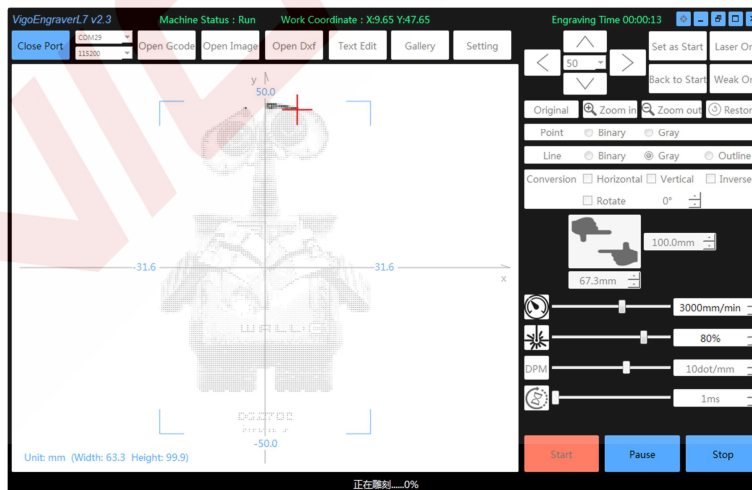 VigoEngraverL7 v2.3 Machine Status : Run Work Coordinate : X:9.65 Y:47.65 Engraving Time 00:00:13
Close Port COM29 Open Gcode Open Image Open Dxf Text Edit Gallery Setting
115200
50 Set as Start Laser On
Back to Start Weak On
Original Zoom in Zoom out Restor
Point Binary Gray
Line Binary Gray Outline
Conversion Horizontal Vertical Inverse
Rotate 0°
100.0mm
67.3mm
3000mm/min
80%
DPM 10dot/mm
1ms
Start Pause Stop
y
50.0
-31.6 31.6
x
WALL·E
-50.0
Unit: mm (Width: 63.3 Height: 99.9)
正在雕刻......0%